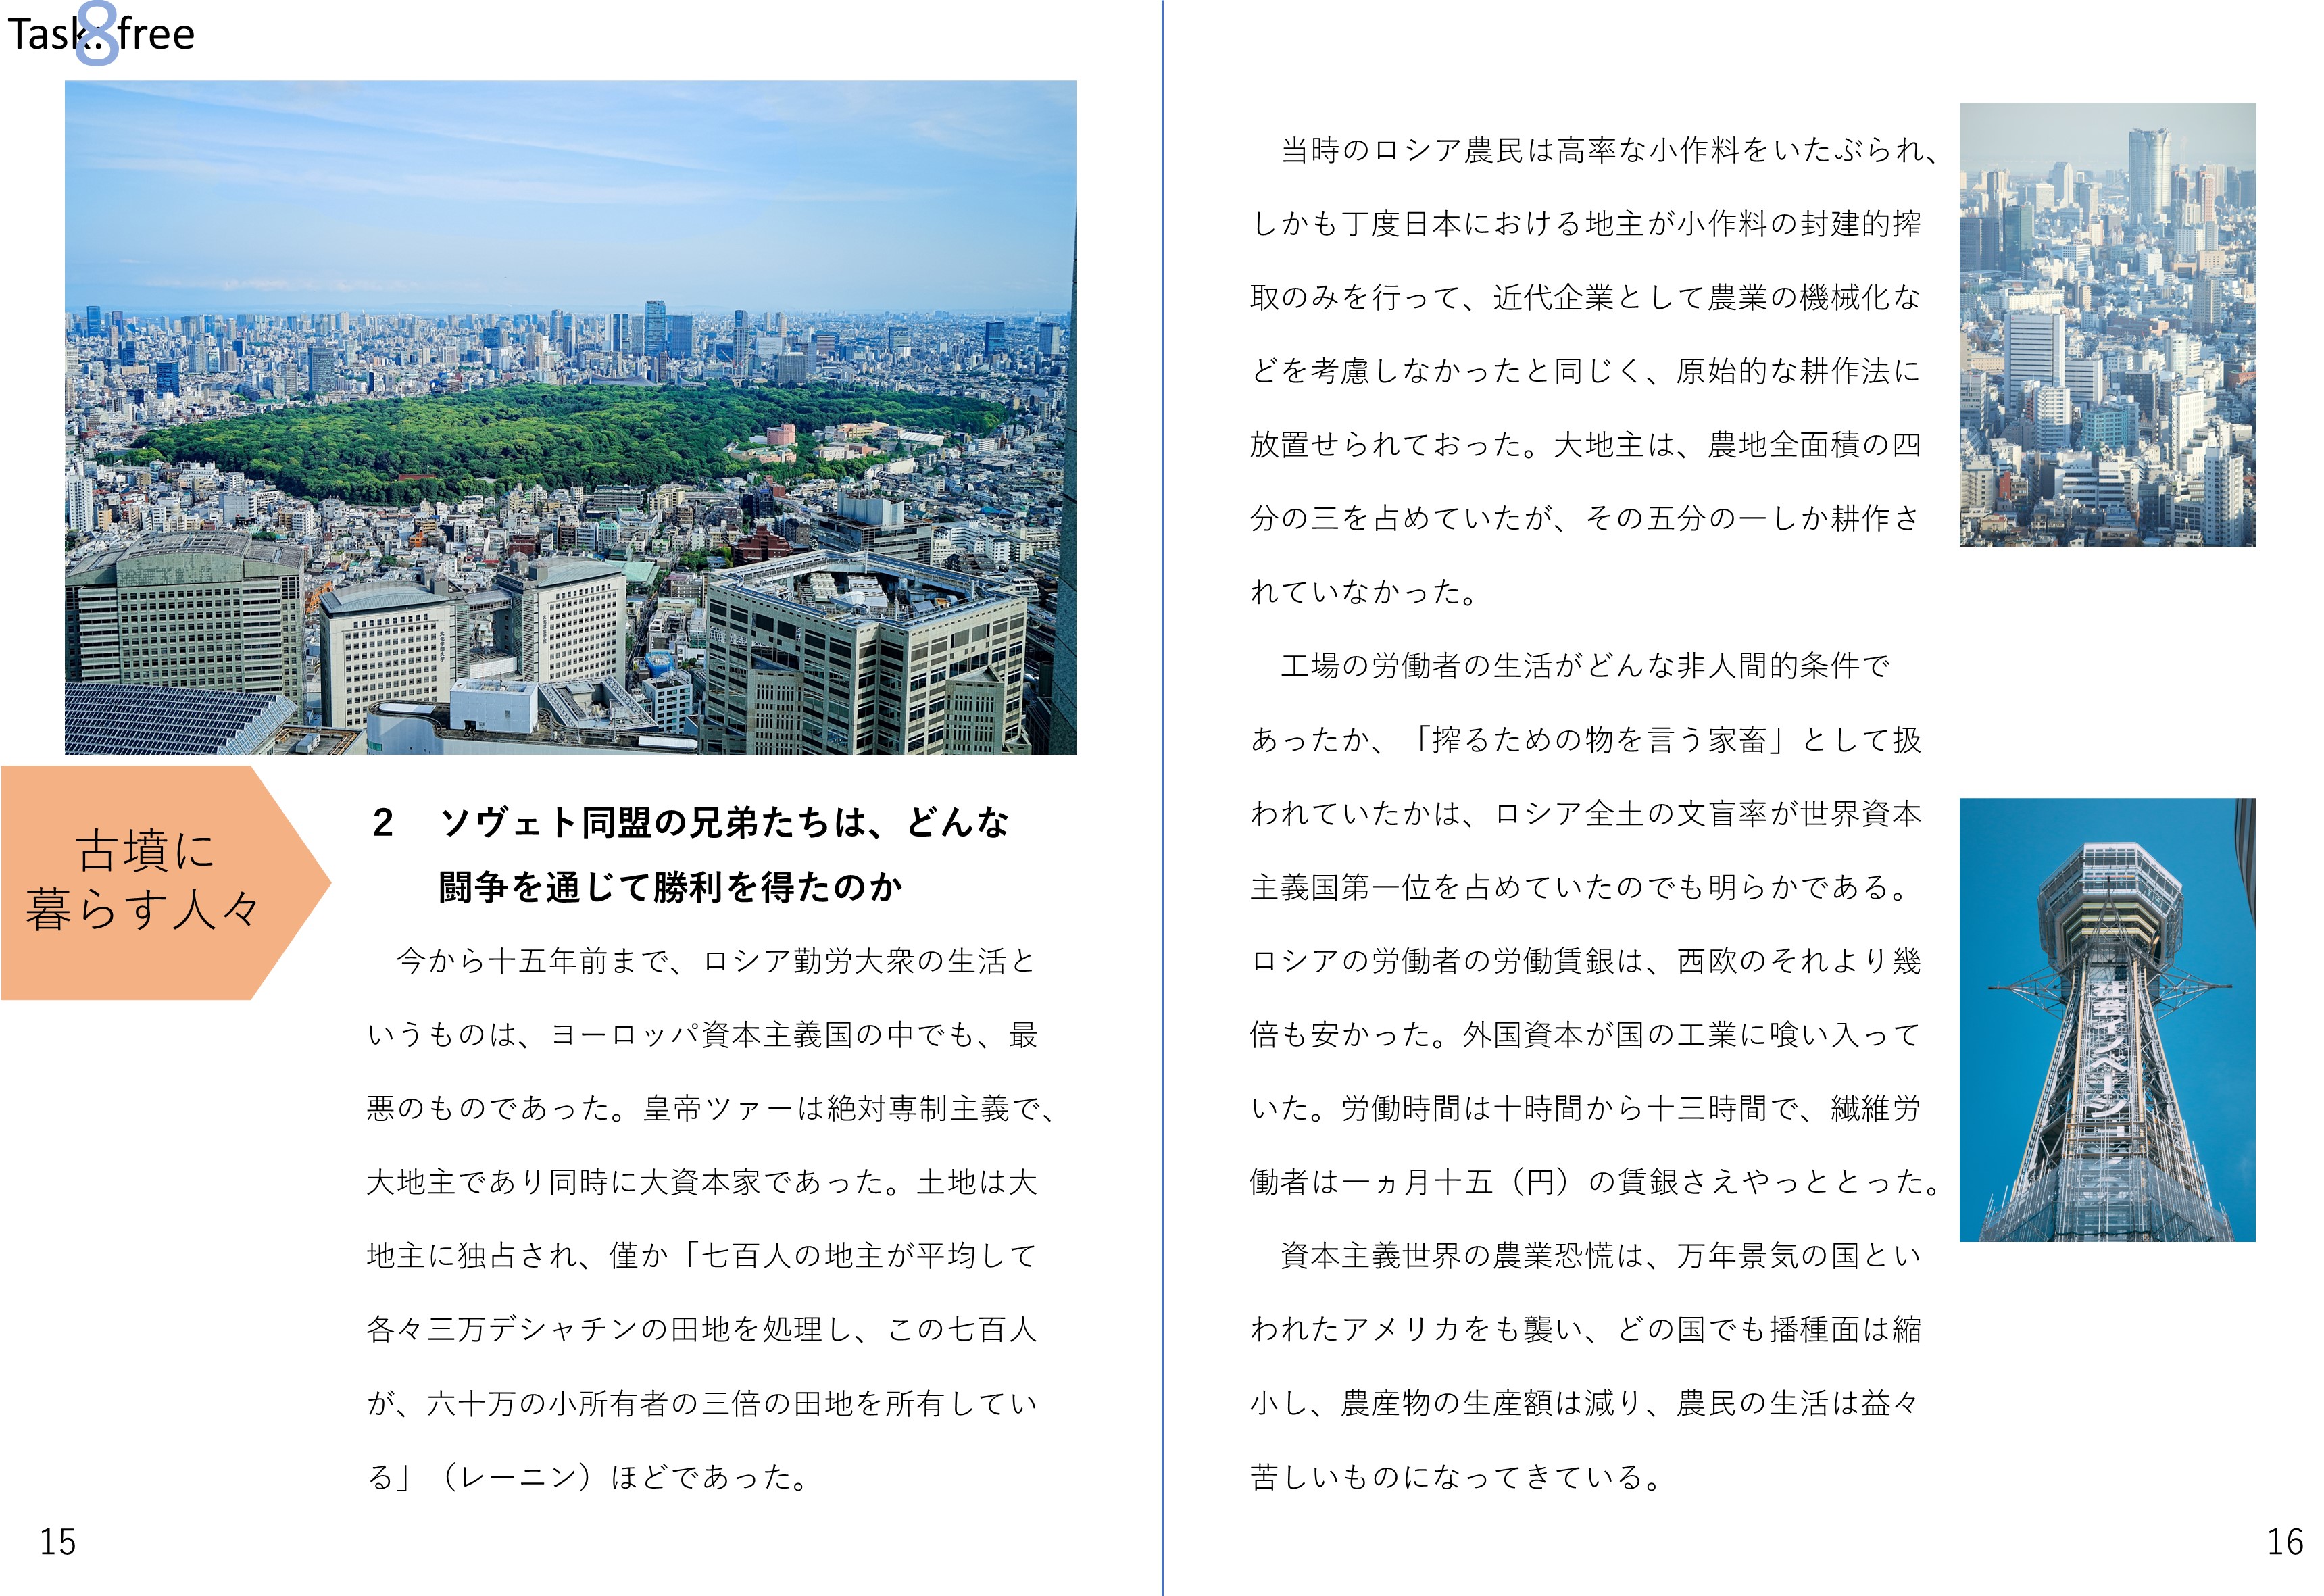 Task:8free
古墳に
暮らす人々
2　ソヴェト同盟の兄弟たちは、どんな
闘争を通じて勝利を得たのか
　今から十五年前まで、ロシア勤労大衆の生活と
いうものは、ヨーロッパ資本主義国の中でも、最
悪のものであった。皇帝ツァーは絶対専制主義で、
大地主であり同時に大資本家であった。土地は大
地主に独占され、僅か「七百人の地主が平均して
各々三万デシャチンの田地を処理し、この七百人
が、六十万の小所有者の三倍の田地を所有してい
る」（レーニン）ほどであった。
15
　当時のロシア農民は高率な小作料をいたぶられ、
しかも丁度日本における地主が小作料の封建的搾
取のみを行って、近代企業として農業の機械化な
どを考慮しなかったと同じく、原始的な耕作法に
放置せられておった。大地主は、農地全面積の四
分の三を占めていたが、その五分の一しか耕作さ
れていなかった。
　工場の労働者の生活がどんな非人間的条件で
あったか、「搾るための物を言う家畜」として扱
われていたかは、ロシア全土の文盲率が世界資本
主義国第一位を占めていたのでも明らかである。
ロシアの労働者の労働賃銀は、西欧のそれより幾
倍も安かった。外国資本が国の工業に喰い入って
いた。労働時間は十時間から十三時間で、繊維労
働者は一ヵ月十五（円）の賃銀さえやっととった。
　資本主義世界の農業恐慌は、万年景気の国とい
われたアメリカをも襲い、どの国でも播種面は縮
小し、農産物の生産額は減り、農民の生活は益々
苦しいものになってきている。
16